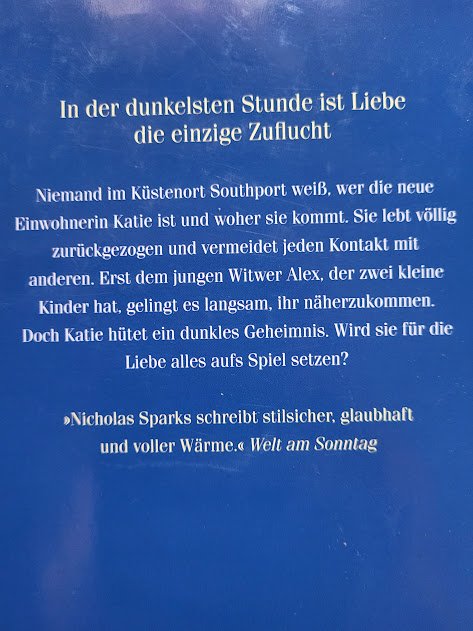 In der dunkelsten Stunde ist Liebe
die einzige Zuflucht
Niemand im Küstenort Southport weiß, wer die neue
Einwohnerin Katie ist und woher sie kommt. Sie lebt völlig
zurückgezogen und vermeidet jeden Kontakt mit
anderen. Erst dem jungen Witwer Alex, der zwei kleine
Kinder hat, gelingt es langsam, ihr näherzukommen.
Doch Katie hütet ein dunkles Geheimnis. Wird sie für die
Liebe alles aufs Spiel setzen?
»Nicholas Sparks schreibt stilsicher, glaubhaft
und voller Wärme.« Welt am Sonntag